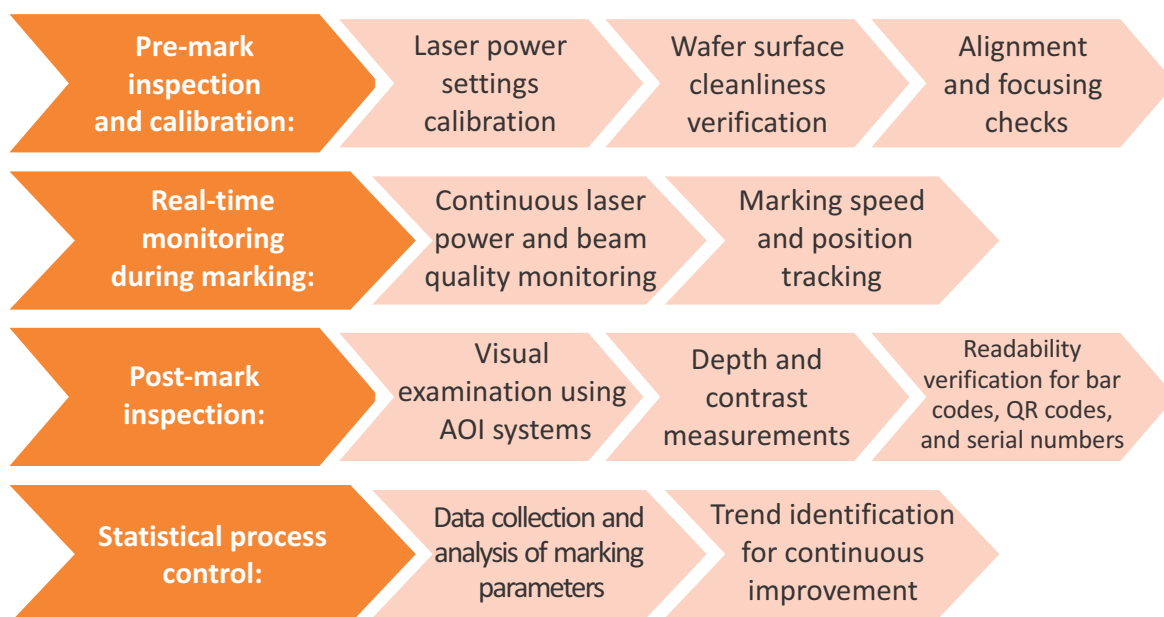 Pre-mark
inspection
and calibration:
Laser power
settings
calibration
Wafer surface
cleanliness
verification
Alignment
and focusing
checks
Real-time
monitoring
during marking:
Continuous laser
power and beam
quality monitoring
Marking speed
and position
tracking
Post-mark
inspection:
Visual
examination using
AOI systems
Depth and
contrast
measurements
Readability
verification for bar
codes, QR codes,
and serial numbers
Statistical process
control:
Data collection and
analysis of marking
parameters
Trend identification
for continuous
improvement